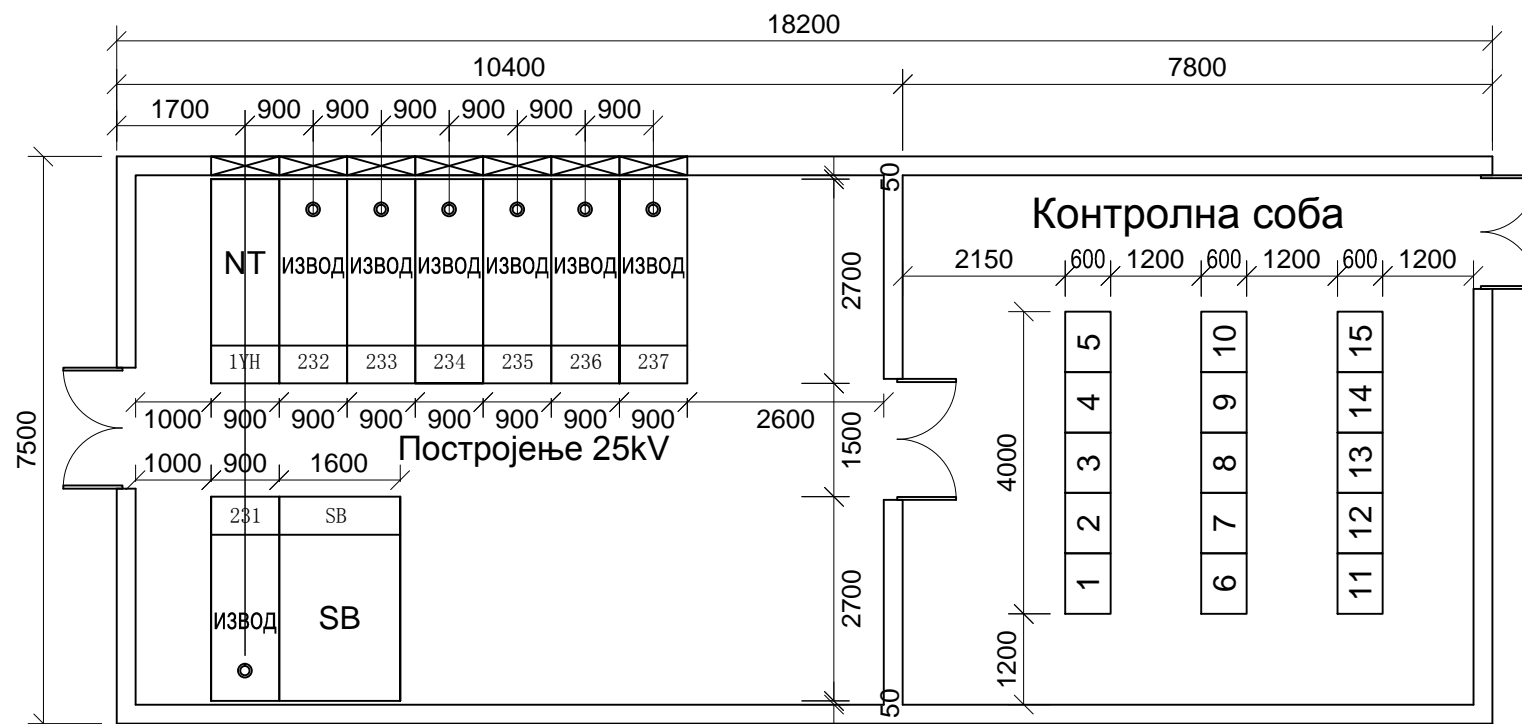 18200
10400 7800
1700 900 900 900 900 900 900
50
Контролна соба
NT ИЗВОД ИЗВОД ИЗВОД ИЗВОД ИЗВОД ИЗВОД
2700
2150 600 1200 600 1200 600 1200
1YH 232 233 234 235 236 237
5 10 15
4 9 14
1000 900 900 900 900 900 900 900 2600
7500
1500
Постројење 25kV
1000 900 1600
4000
3 8 13
231 SB
2 7 12
2700
1 6 11
ИЗВОД SB
1200
50